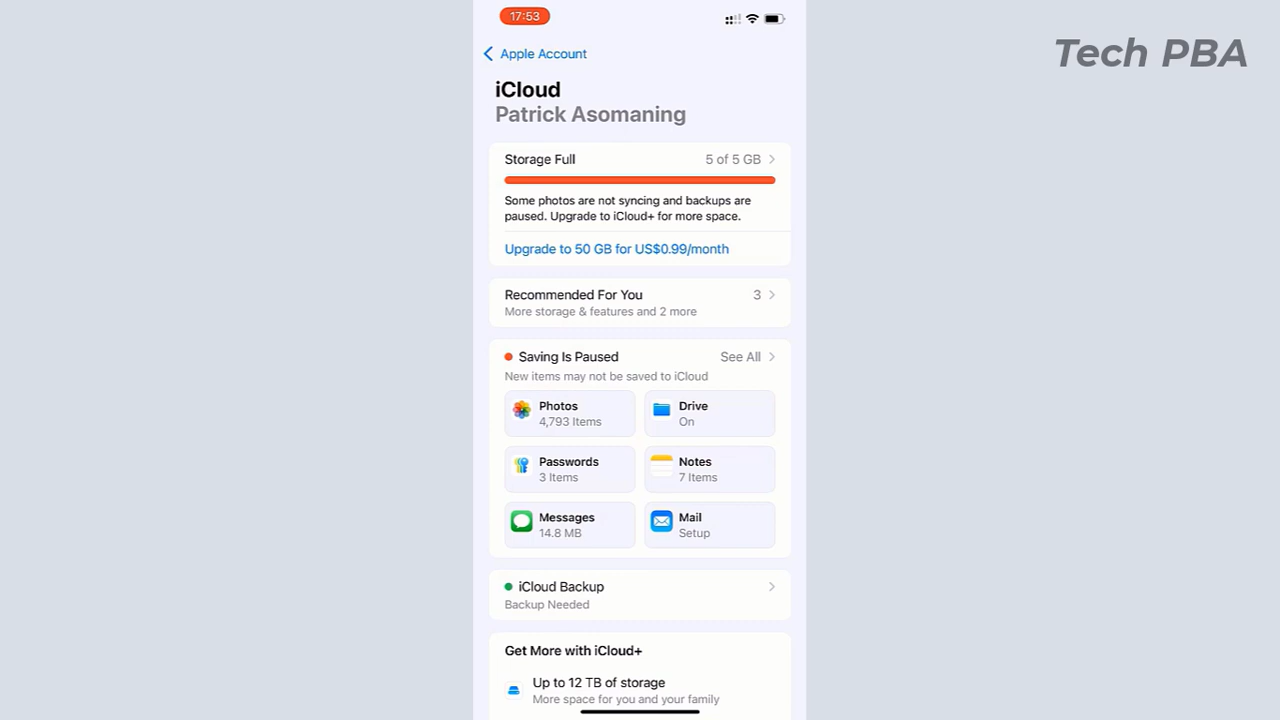 17:53
Tech PBA
Apple Account
iCloud
Patrick Asomaning
Storage Full 5 of 5 GB
Some photos are not syncing and backups are
paused. Upgrade to iCloud+ for more space.
Upgrade to 50 GB for US$0.99/month
Recommended For You 3
More storage & features and 2 more
Saving Is Paused See All
New items may not be saved to iCloud
Photos Drive
4,793 Items On
Passwords Notes
3 Items 7 Items
Messages Mail
14.8 MB Setup
iCloud Backup
Backup Needed
Get More with iCloud+
Up to 12 TB of storage
More space for you and your family